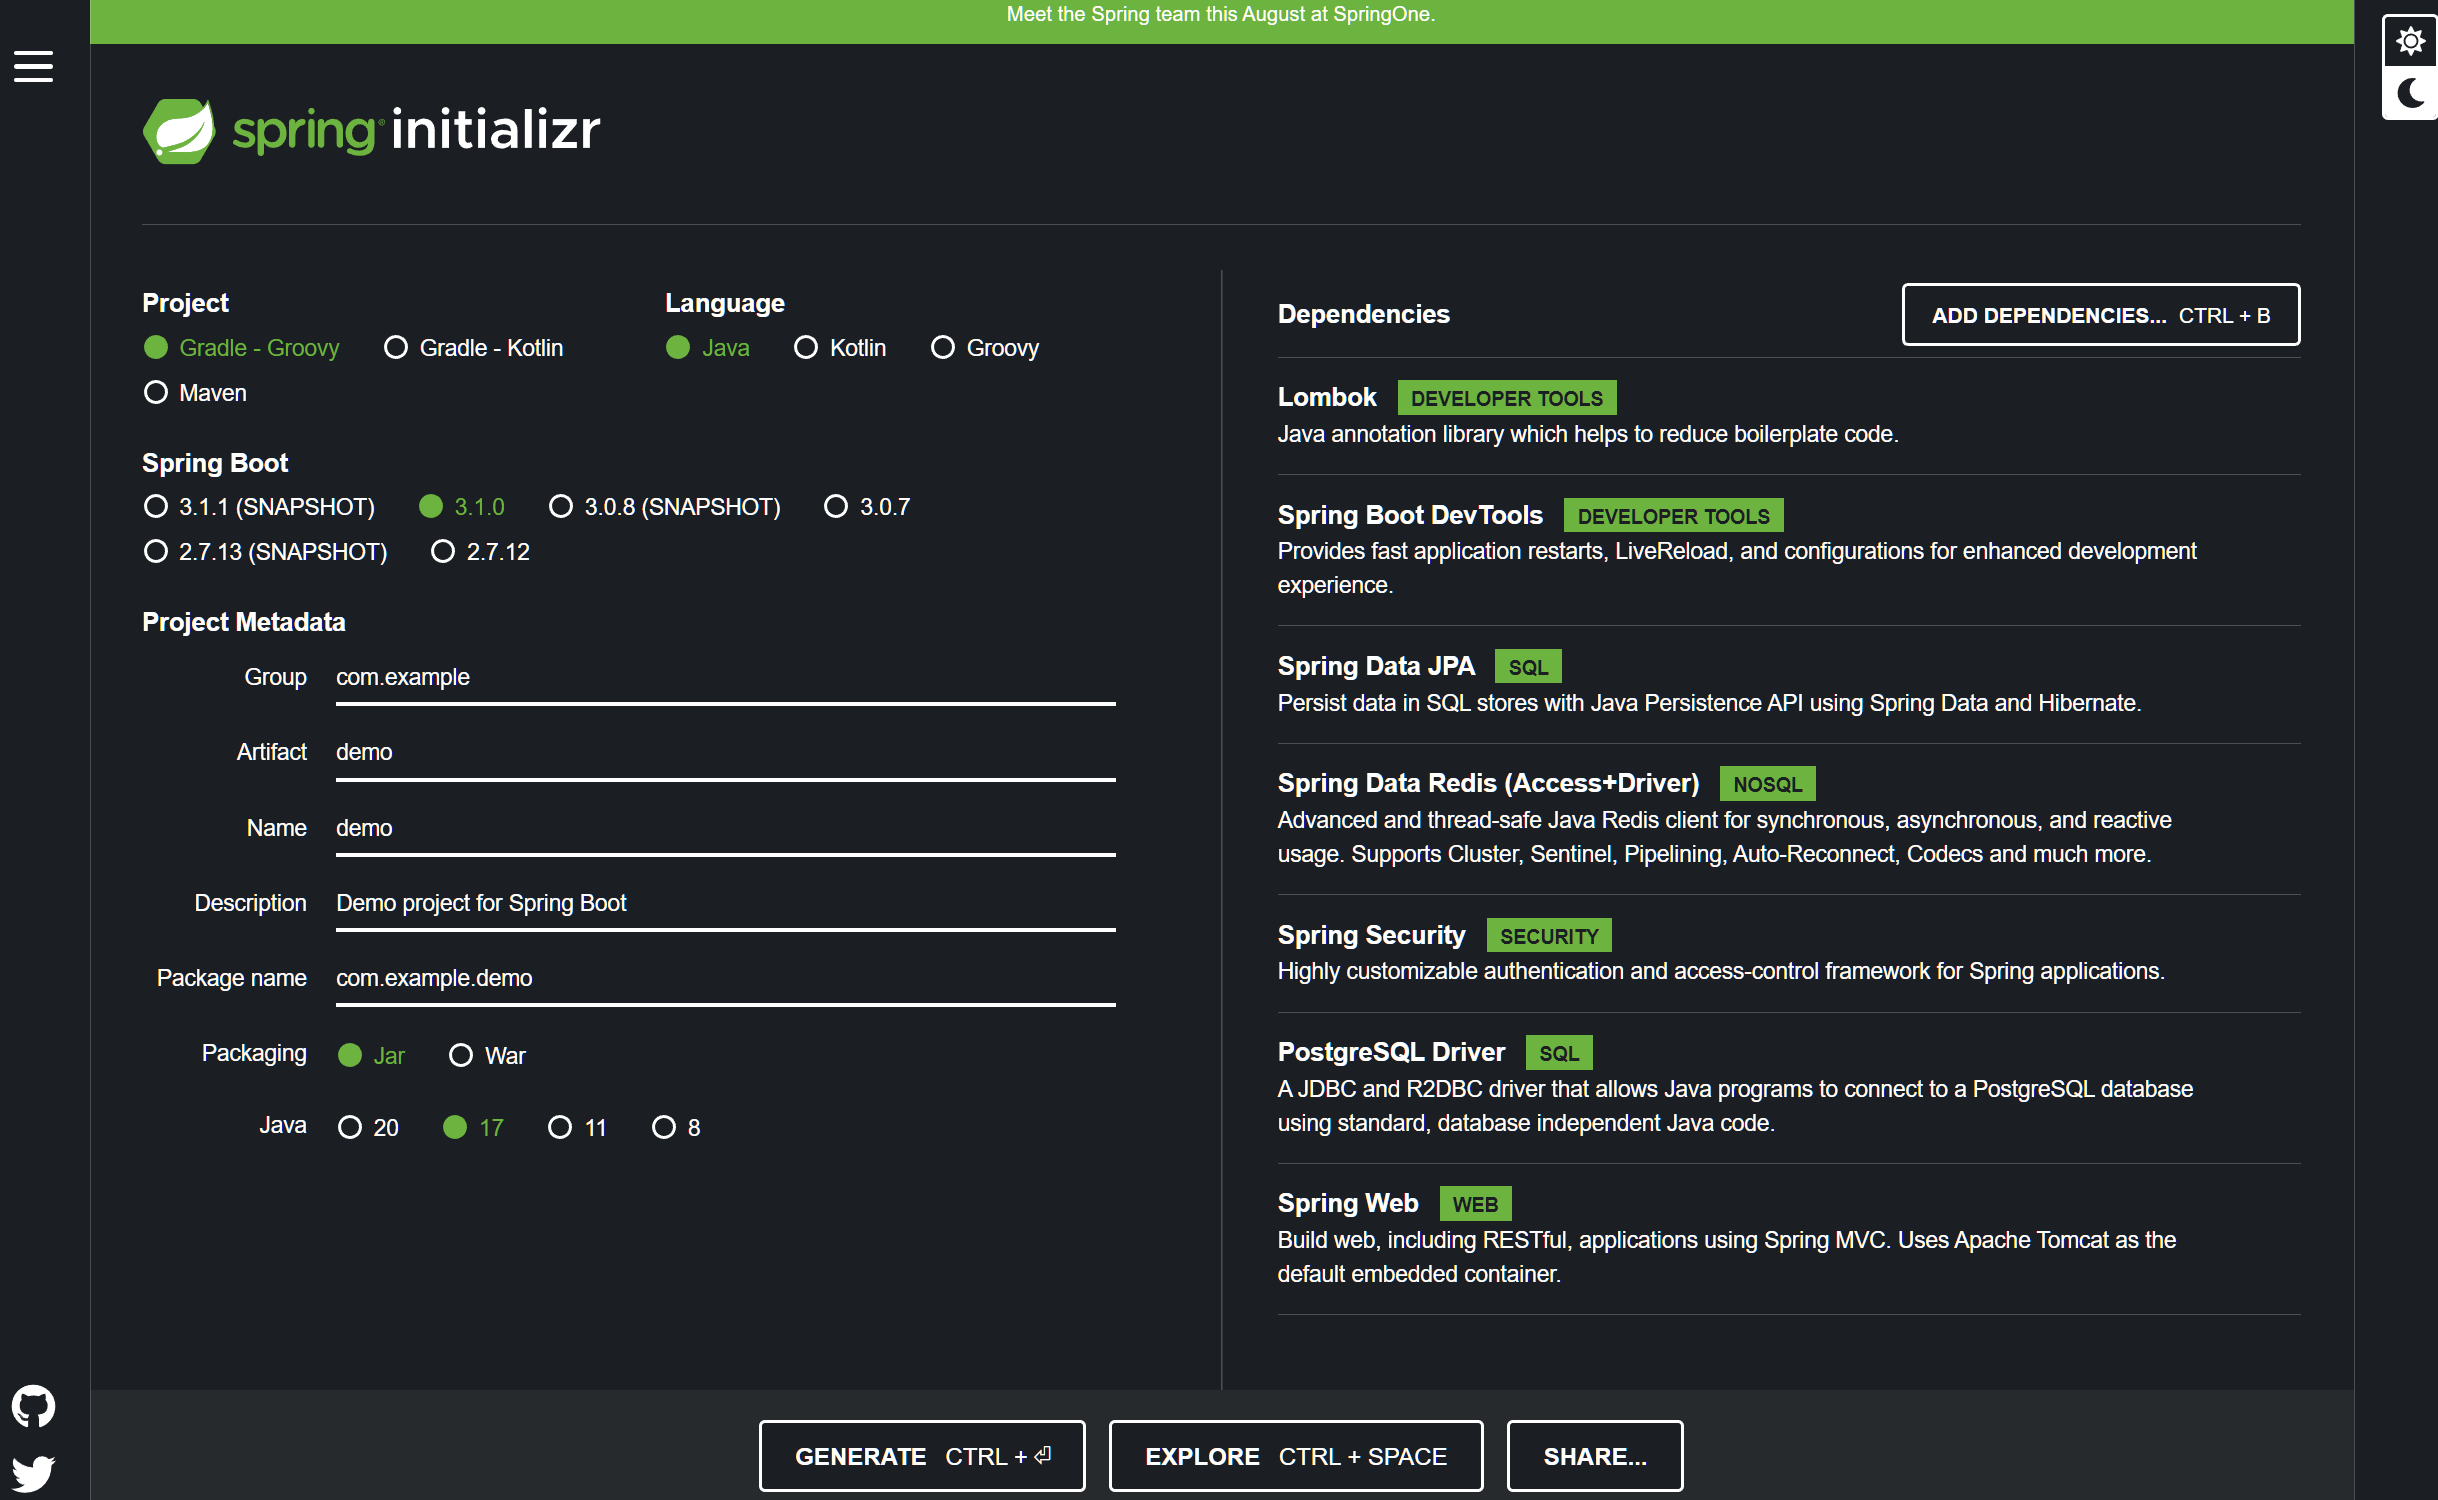 Meet the Spring team this August at SpringOne.
spring initializr
Project
Gradle - Groovy Gradle - Kotlin
Maven
Language
Java Kotlin Groovy
Spring Boot
3.1.1 (SNAPSHOT) 3.1.0 3.0.8 (SNAPSHOT) 3.0.7
2.7.13 (SNAPSHOT) 2.7.12
Project Metadata
Group com.example
Artifact demo
Name demo
Description Demo project for Spring Boot
Package name com.example.demo
Packaging Jar War
Java 20 17 11 8
Dependencies ADD DEPENDENCIES... CTRL + B
Lombok DEVELOPER TOOLS
Java annotation library which helps to reduce boilerplate code.
Spring Boot DevTools DEVELOPER TOOLS
Provides fast application restarts, LiveReload, and configurations for enhanced development
experience.
Spring Data JPA SQL
Persist data in SQL stores with Java Persistence API using Spring Data and Hibernate.
Spring Data Redis (Access+Driver) NOSQL
Advanced and thread-safe Java Redis client for synchronous, asynchronous, and reactive
usage. Supports Cluster, Sentinel, Pipelining, Auto-Reconnect, Codecs and much more.
Spring Security SECURITY
Highly customizable authentication and access-control framework for Spring applications.
PostgreSQL Driver SQL
A JDBC and R2DBC driver that allows Java programs to connect to a PostgreSQL database
using standard, database independent Java code.
Spring Web WEB
Build web, including RESTful, applications using Spring MVC. Uses Apache Tomcat as the
default embedded container.
GENERATE CTRL + ⏎ EXPLORE CTRL + SPACE SHARE...